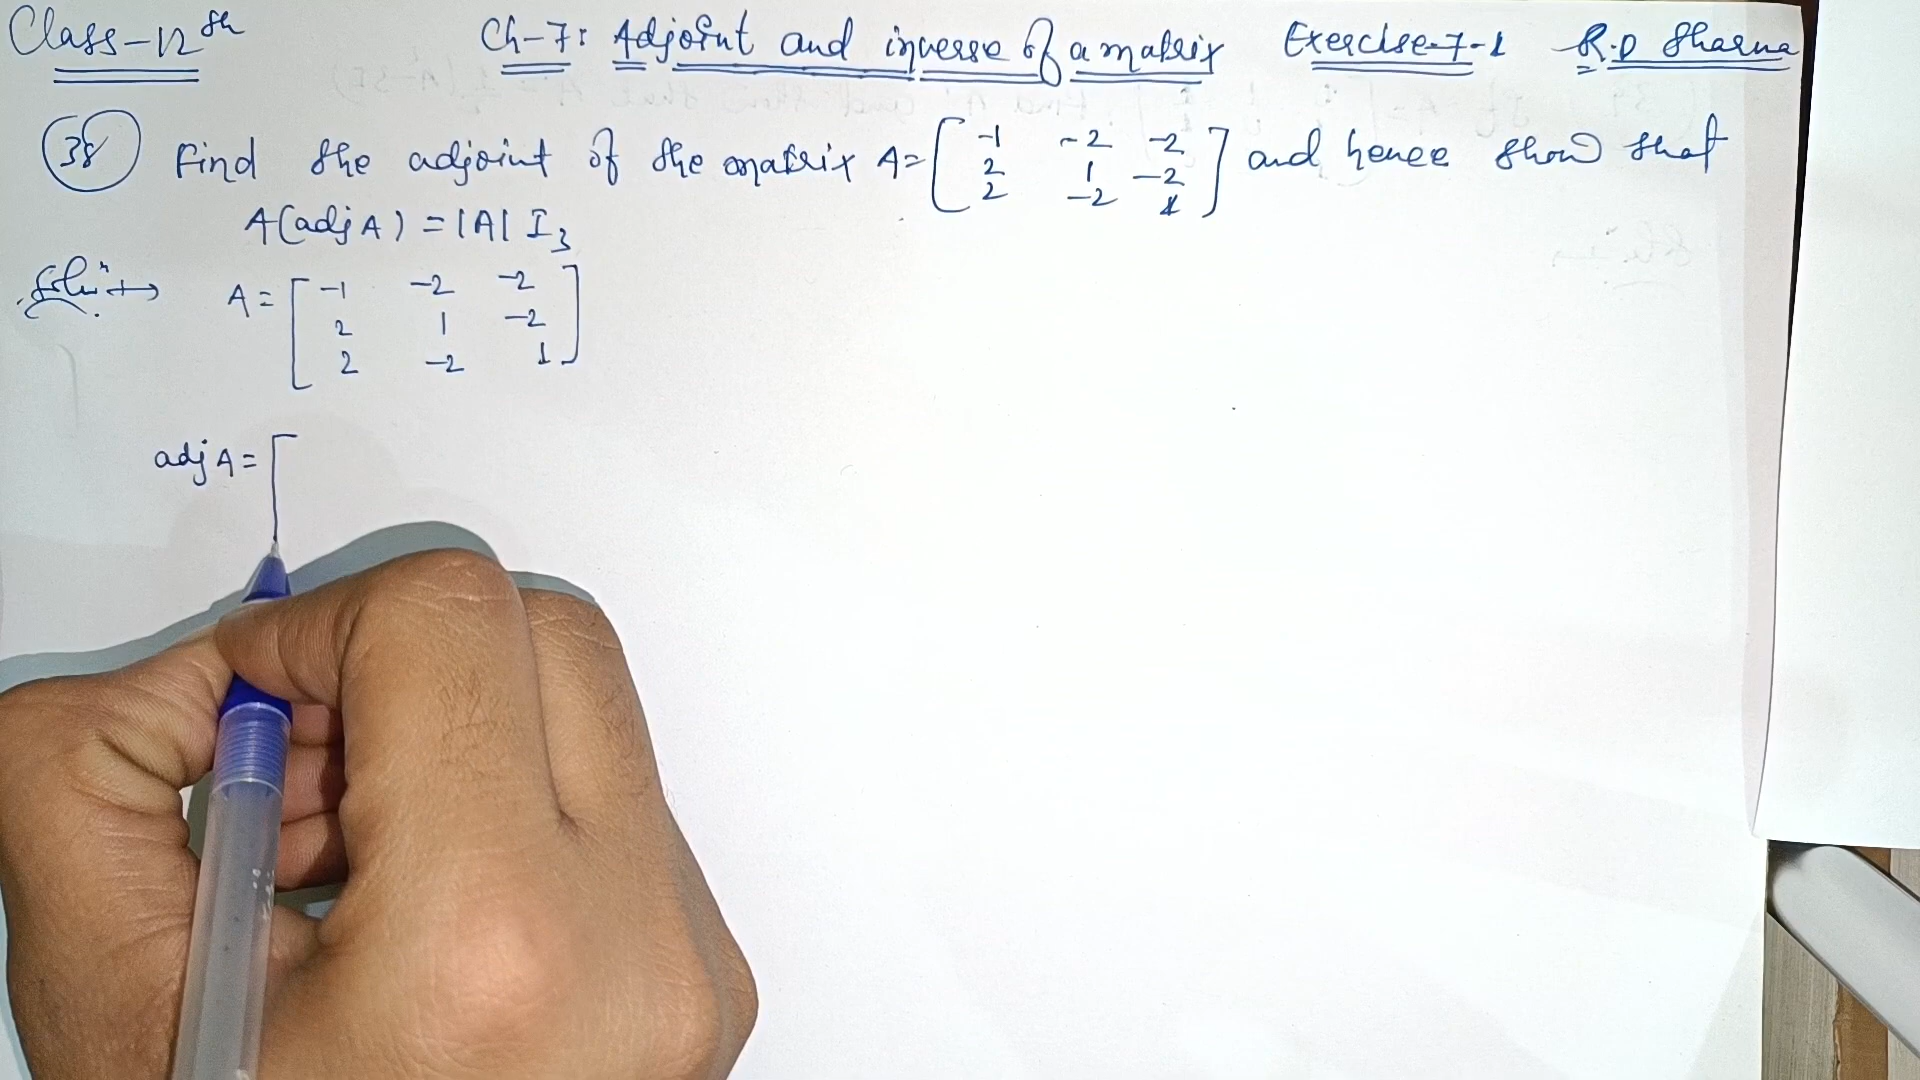 Class-12th Ch-7: Adjoint and inverse of a matrix Exercise-7-1 R.D Sharma
38 Find the adjoint of the matrix A= [ -1 -2 -2 ] and hence show that
2 1 -2
2 -2 1
A(adj A) = |A| I3
Soln: → A = [ -1 -2 -2 ]
2 1 -2
2 -2 1
adj A = [